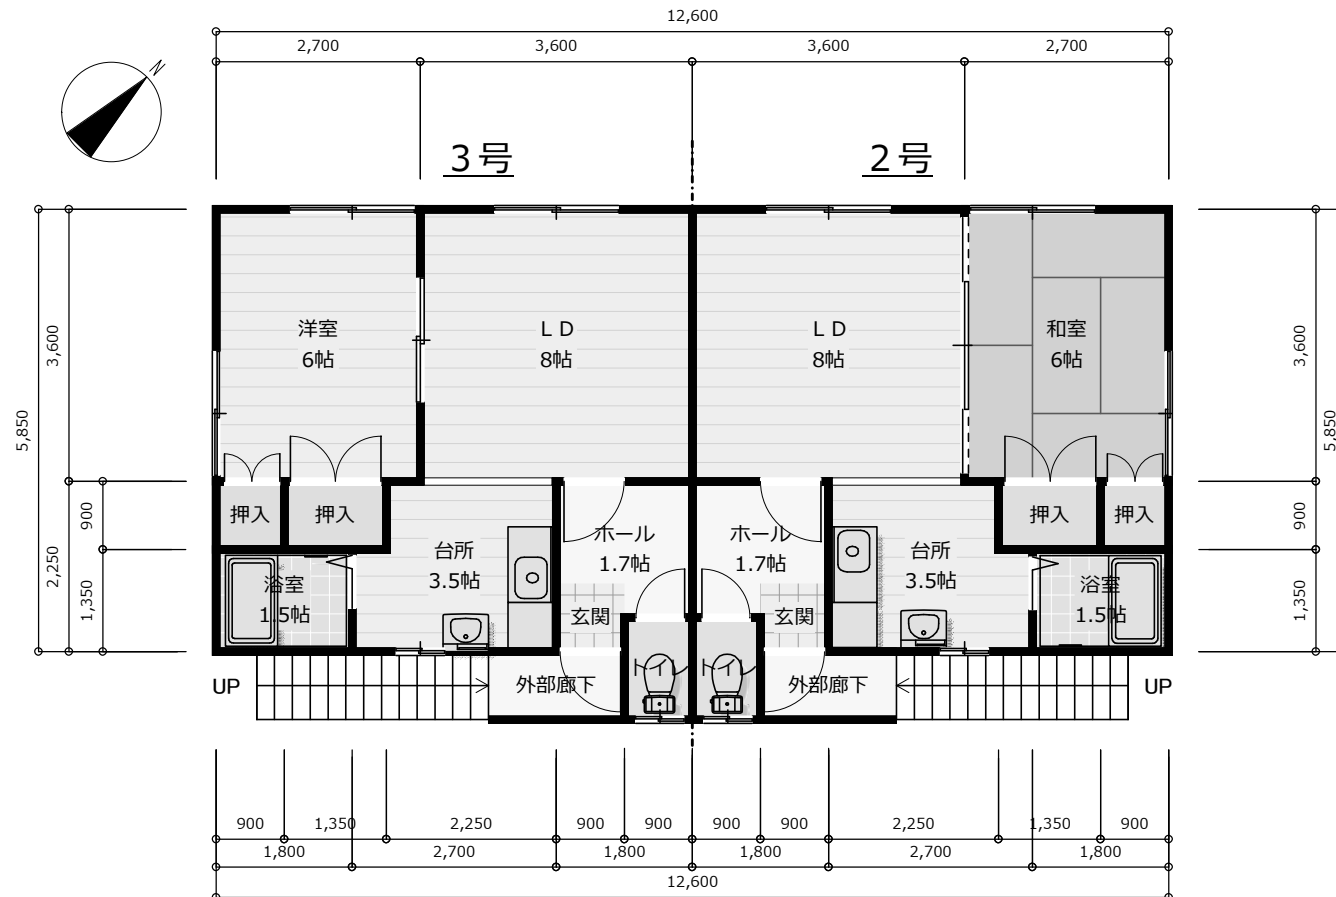 12,600
2,700 3,600 3,600 2,700
N
３号 ２号
洋室
6帖
ＬＤ
8帖
ＬＤ
8帖
和室
6帖
3,600
5,850
900
2,250
1,350
3,600
5,850
900
1,350
押入 押入
台所
3.5帖
ホール
1.7帖
ホール
1.7帖
台所
3.5帖
押入 押入
浴室
1.5帖
玄関
玄関
浴室
1.5帖
トイレ
トイレ
UP
外部廊下
外部廊下
UP
900 1,350 2,250 900 900 900 900 2,250 1,350 900
1,800 2,700 1,800 1,800 2,700 1,800
12,600